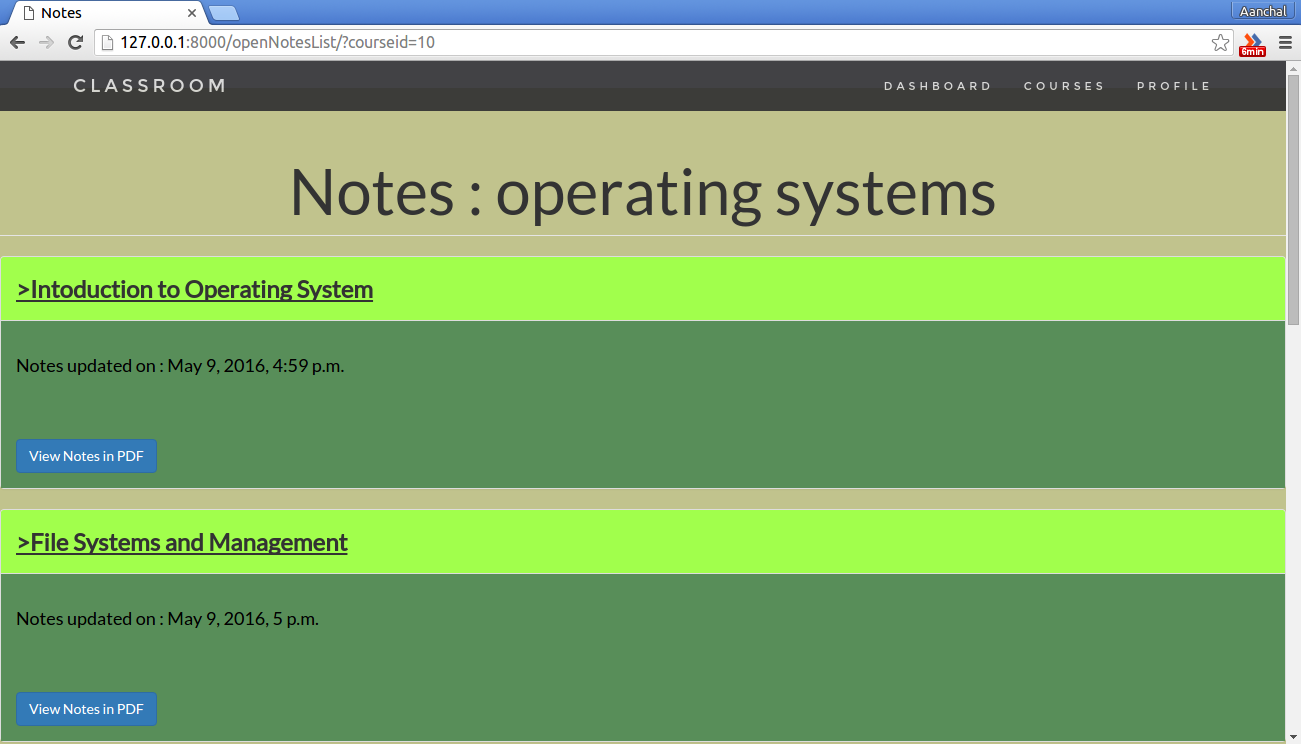 Notes
Aanchal
127.0.0.1:8000/openNotesList/?courseid=10
6min
CLASSROOM
DASHBOARD COURSES PROFILE
Notes : operating systems
>Intoduction to Operating System
Notes updated on : May 9, 2016, 4:59 p.m.
View Notes in PDF
>File Systems and Management
Notes updated on : May 9, 2016, 5 p.m.
View Notes in PDF